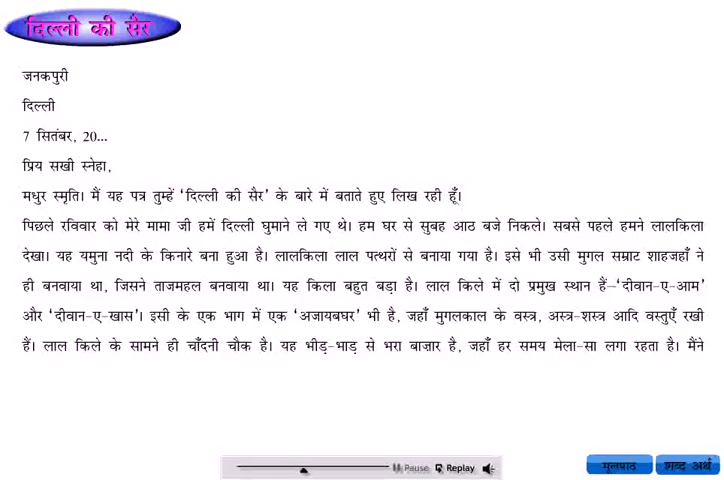 दिल्ली की सैर
जनकपुरी
दिल्ली
7 सितंबर, 20...
प्रिय सखी स्नेहा,
मधुर स्मृति। मैं यह पत्र तुम्हें ‘दिल्ली की सैर’ के बारे में बताते हुए लिख रही हूँ।
पिछले रविवार को मेरे मामा जी हमें दिल्ली घुमाने ले गए थे। हम घर से सुबह आठ बजे निकले। सबसे पहले हमने लालकिला
देखा। यह यमुना नदी के किनारे बना हुआ है। लालकिला लाल पत्थरों से बनाया गया है। इसे भी उसी मुगल सम्राट शाहजहाँ ने
ही बनवाया था, जिसने ताजमहल बनवाया था। यह किला बहुत बड़ा है। लाल किले में दो प्रमुख स्थान हैं—‘दीवान-ए-आम’
और ‘दीवान-ए-खास’। इसी के एक भाग में एक ‘अजायबघर’ भी है, जहाँ मुगलकाल के वस्त्र, अस्त्र-शस्त्र आदि वस्तुएँ रखी
हैं। लाल किले के सामने ही चाँदनी चौक है। यह भीड़-भाड़ से भरा बाज़ार है, जहाँ हर समय मेला-सा लगा रहता है। मैंने
Pause Replay
मूलपाठ शब्द अर्थ